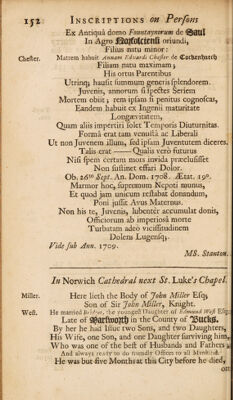 152 INSCRIPTIONS on Persons
Ex Antiquâ domo Fountaynorum de Saul
In Agro Norfolciensi oriundi,
Filius natu minor:
Chester. Matrem habuit Annam Edvardi Chester de Cockenhatch
Filiam natu maximam;
His ortus Parentibus
Utrinq; hausit summum generis splendorem.
Juvenis, annorum si spectes Seriem
Mortem obiit; rem ipsam si penitus cognoscas,
Eandem habuit ex Ingenii maturitate
Longævitatem,
Quam aliis impertiri solet Temporis Diuturnitas.
Formâ erat tam venustâ ac Liberali
Ut non Juvenem illum, sed ipsam Juventutem diceres.
Talis erat —— Qualis verò futurus
Nisi spem certam mors invida præclusisset
Non sustinet effari Dolor.
Ob. 26to Sept. An. Dom. 1708. Ætat. 19o.
Marmor hoc, supremum Nepoti munus,
Et quod jam unicum restabat donandum,
Poni jussit Avus Maternus.
Non his te, Juvenis, lubentèr accumulat donis,
Officiorum ab imperiosâ morte
Turbatam adeò vicissitudinem
Dolens Lugensq;.
Vide sub Ann. 1709.
MS. Stanton.
In Norwich Cathedral next St. Luke's Chapel.
Miller. Here lieth the Body of John Miller Esq,
Son of Sir John Miller, Knight.
West. He married the youngest Daughter of Edmund West Esq;
Late of Marsworth in the County of Bucks.
By her he had Issue two Sons, and two Daughters,
His Wife, one Son, and one Daughter surviving him,
Who was one of the best of Husbands and Fathers
And always ready to do friendly Offices to all Mankind.
He was but five Months at this City before he died,